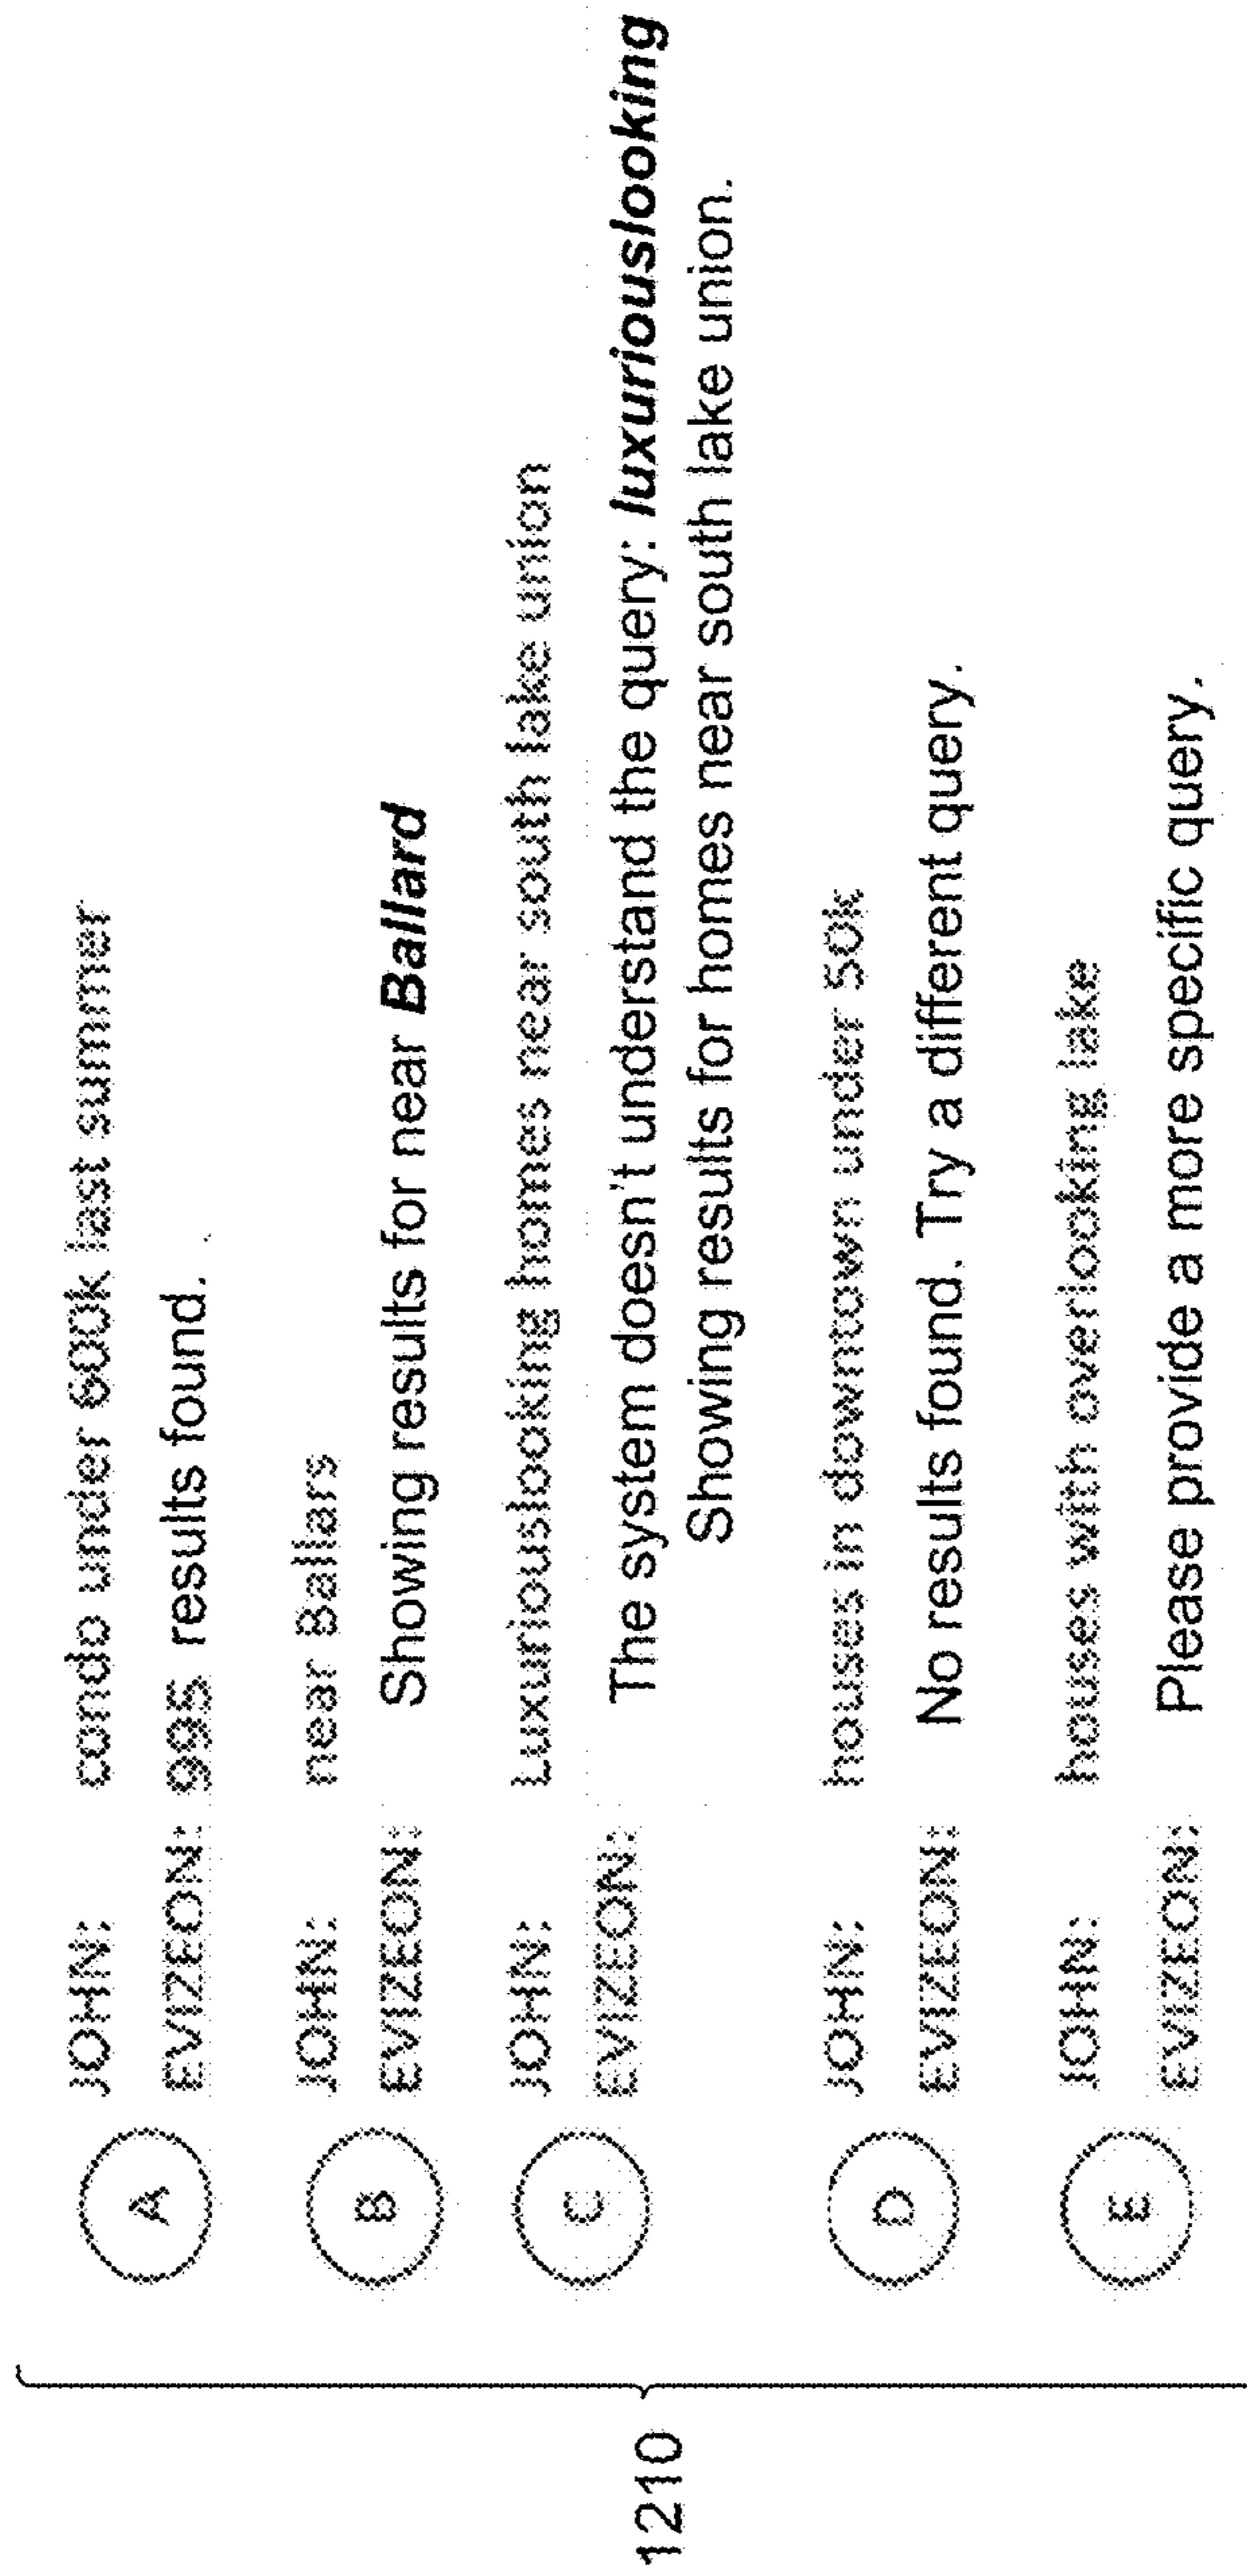 1210
A JOHN: condo under 600k last summer
EVIZEON: 995 results found.
B JOHN: near Ballars
EVIZEON: Showing results for near Ballard
C JOHN: Luxuriouslooking homes near south lake union
EVIZEON: The system doesn't understand the query: luxuriouslooking
Showing results for homes near south lake union.
D JOHN: houses in downtown under 50k
EVIZEON: No results found. Try a different query.
E JOHN: houses with overlooking lake
EVIZEON: Please provide a more specific query.